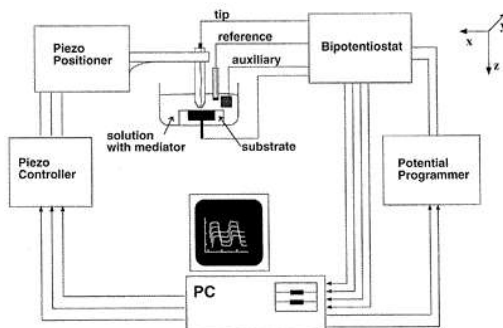 tip
reference
auxiliary
Piezo
Positioner
Bipotentiostat
y
x
z
solution
with mediator
substrate
Piezo
Controller
Potential
Programmer
PC